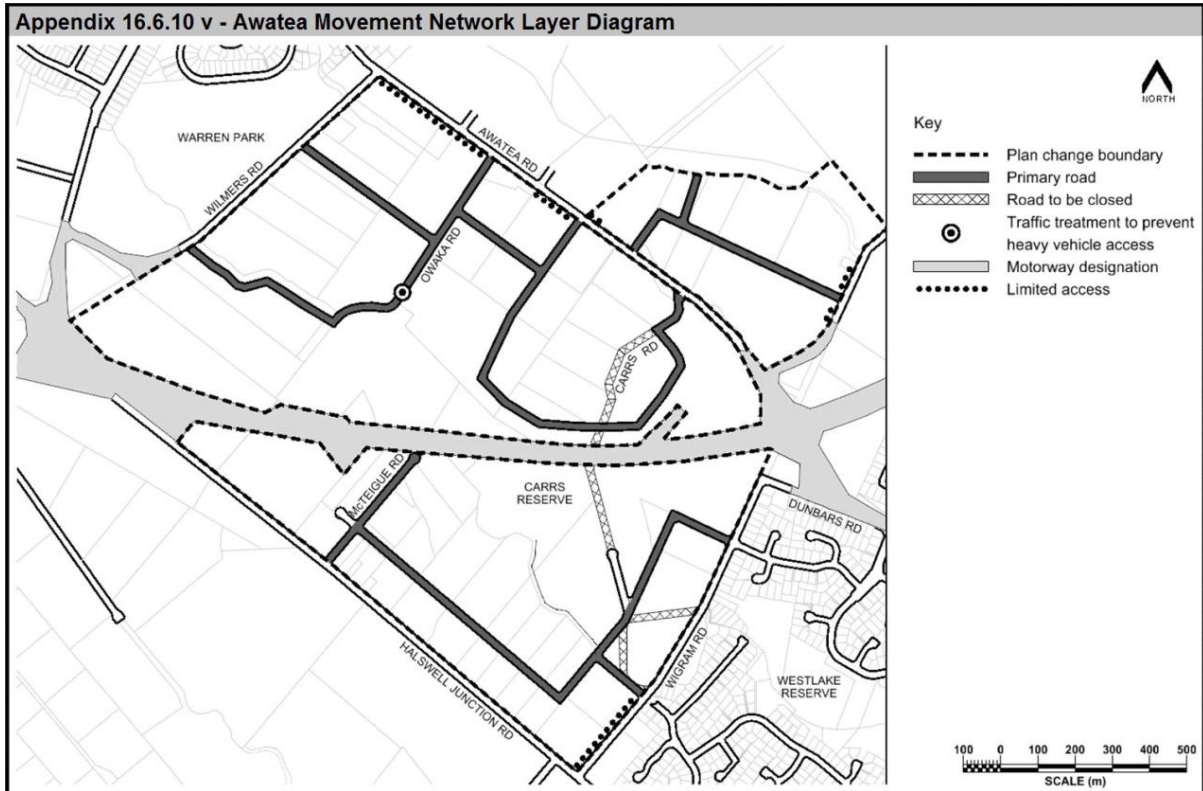 Appendix 16.6.10 v - Awatea Movement Network Layer Diagram
NORTH
WARREN PARK
WILMERS RD
AWATEA RD
OWAKA RD
CARRS RD
McTEIGUE RD
CARRS
RESERVE
DUNBARS RD
HALSWELL JUNCTION RD
WIGRAM RD
WESTLAKE
RESERVE
Key
Plan change boundary
Primary road
Road to be closed
Traffic treatment to prevent
heavy vehicle access
Motorway designation
Limited access
100 0 100 200 300 400 500
SCALE (m)